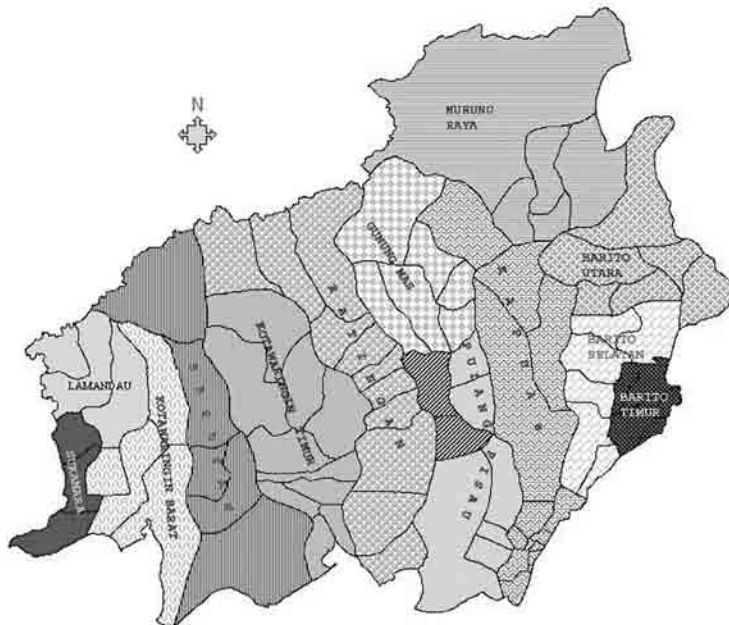 N
MURUNG
RAYA
GUNUNG MAS
BARITO
UTARA
KAPUAS
KATINGAN
BARITO
SELATAN
KOTAWARINGIN TIMUR
PULANG PISAU
LAMANDAU
SERUYAN
BARITO
TIMUR
KOTAWARINGIN BARAT
SUKAMARA